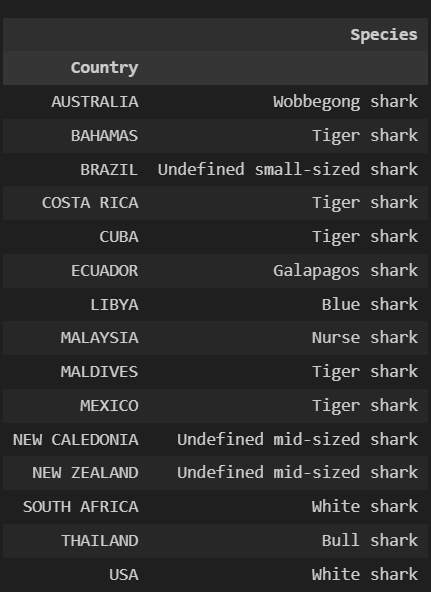 Species
Country
AUSTRALIA Wobbegong shark
BAHAMAS Tiger shark
BRAZIL Undefined small-sized shark
COSTA RICA Tiger shark
CUBA Tiger shark
ECUADOR Galapagos shark
LIBYA Blue shark
MALAYSIA Nurse shark
MALDIVES Tiger shark
MEXICO Tiger shark
NEW CALEDONIA Undefined mid-sized shark
NEW ZEALAND Undefined mid-sized shark
SOUTH AFRICA White shark
THAILAND Bull shark
USA White shark